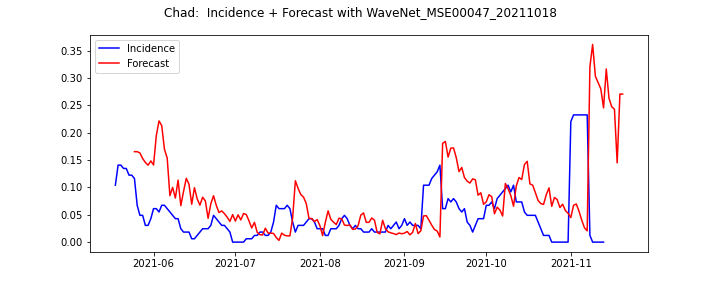 Chad:  Incidence + Forecast with WaveNet_MSE00047_20211018
Incidence
Forecast
0.35
0.30
0.25
0.20
0.15
0.10
0.05
0.00
2021-06 2021-07 2021-08 2021-09 2021-10 2021-11